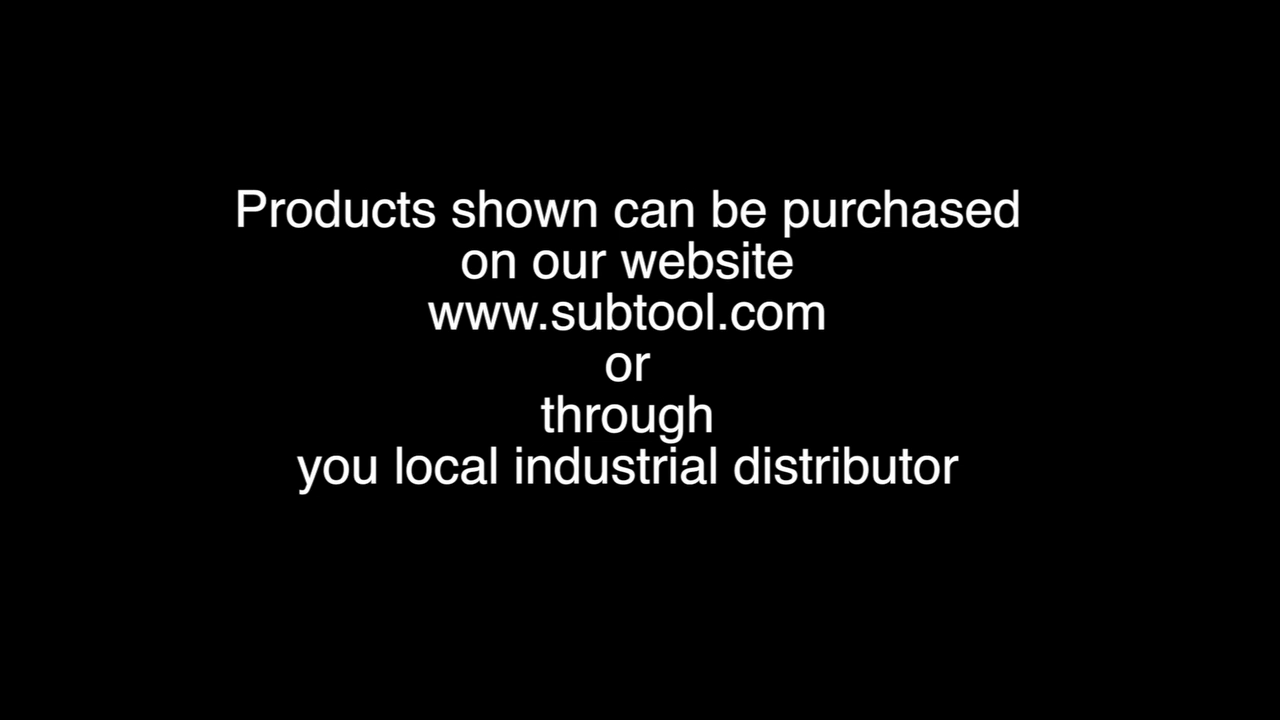 Products shown can be purchased
on our website
www.subtool.com
or
through
you local industrial distributor